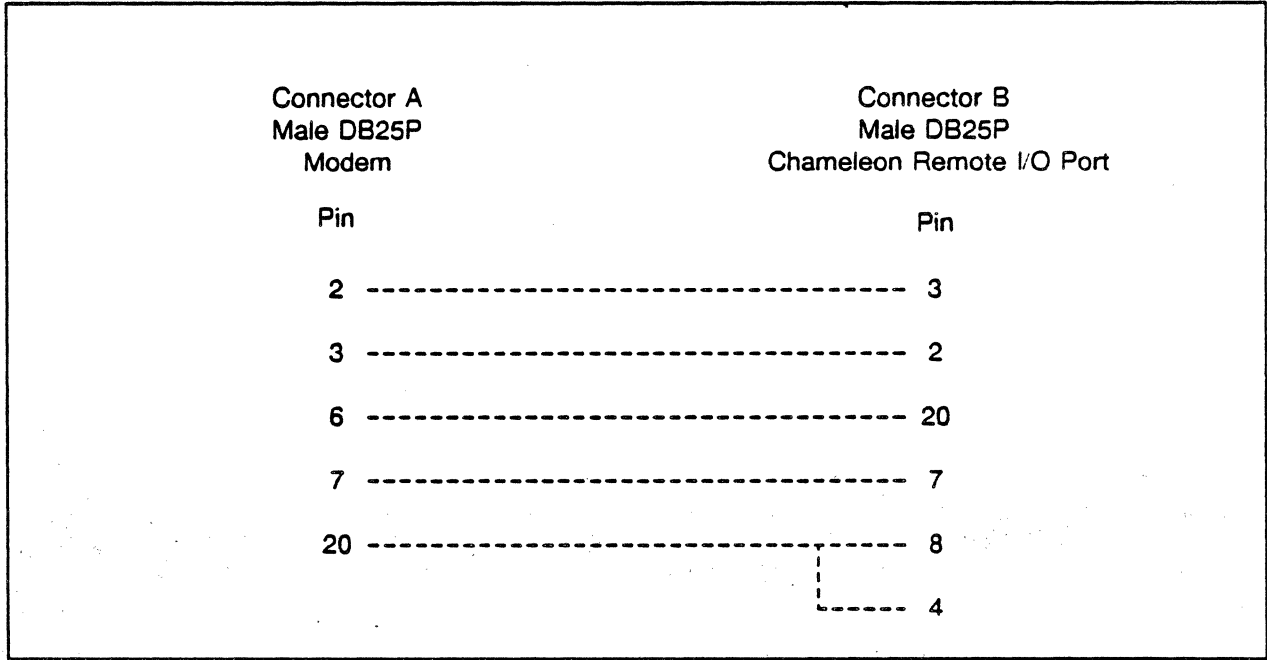 Connector A
Male DB25P
Modem
Connector B
Male DB25P
Chameleon Remote I/O Port
Pin
Pin
2 3
3 2
6 20
7 7
20 8
4